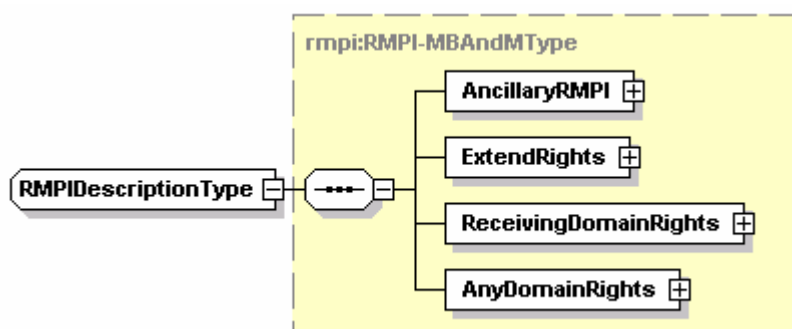 rmpi:RMPI-MBAndMType
AncillaryRMPI
ExtendRights
RMPIDescriptionType
ReceivingDomainRights
AnyDomainRights